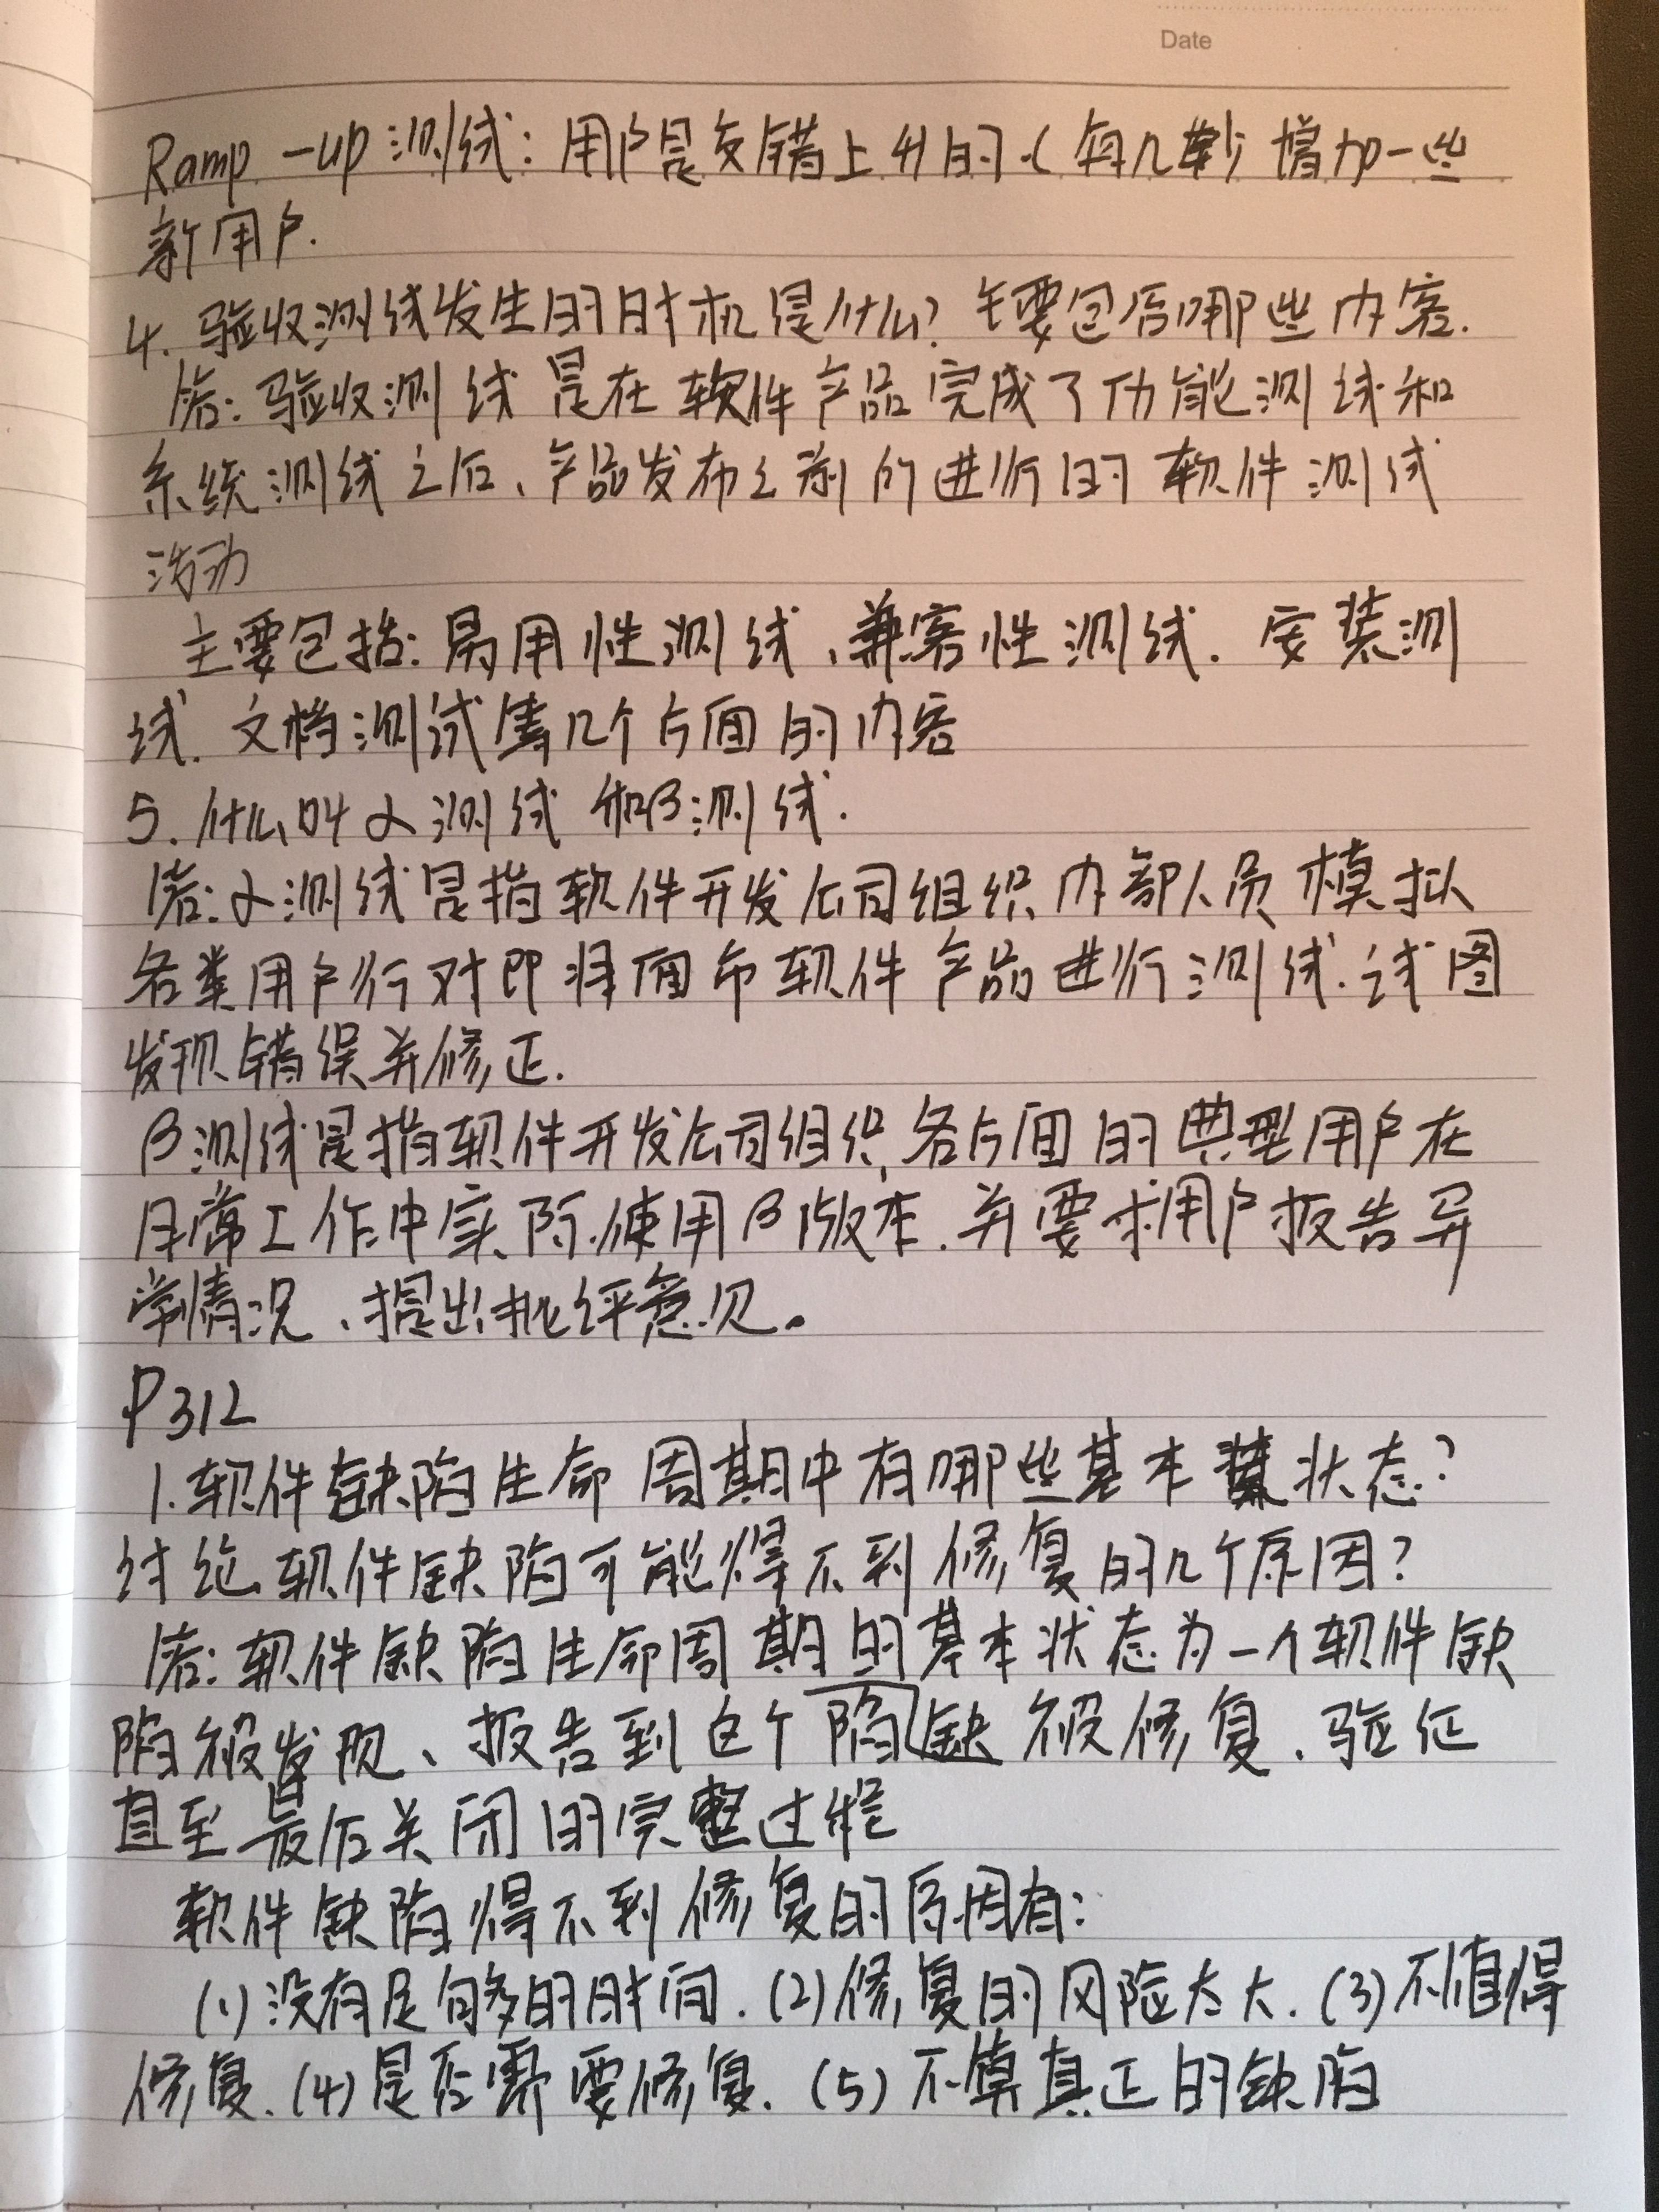 Date
Ramp-up测试:用户是交错上升的(每几秒增加一些
新用户.
4.验收测试发生的时机是什么?主要包含哪些内容.
答:验收测试是在软件产品完成了功能测试和
系统测试之后、产品发布之前所进行的软件测试
活动
主要包括:易用性测试、兼容性测试.安装测
试.文档测试等几个方面的内容
5.什么叫α测试和β测试.
答:α测试是指软件开发公司组织内部人员模拟
各类用户行对即将面市软件产品进行测试.试图
发现错误并修正.
β测试是指软件开发公司组织各方面的典型用户在
日常工作中实际使用β版本.并要求用户报告异
常情况、提出批评意见。
P312
1.软件缺陷生命周期中有哪些基本状态?
讨论软件缺陷可能得不到修复的几个原因?
答:软件缺陷生命周期的基本状态为一个软件缺
陷被发现、报告到这个陷缺被修复、验证
直至最后关闭的完整过程
软件缺陷得不到修复的原因有:
(1)没有足够的时间.(2)修复的风险太大.(3)不值得
修复.(4)是否需要修复.(5)不算真正的缺陷